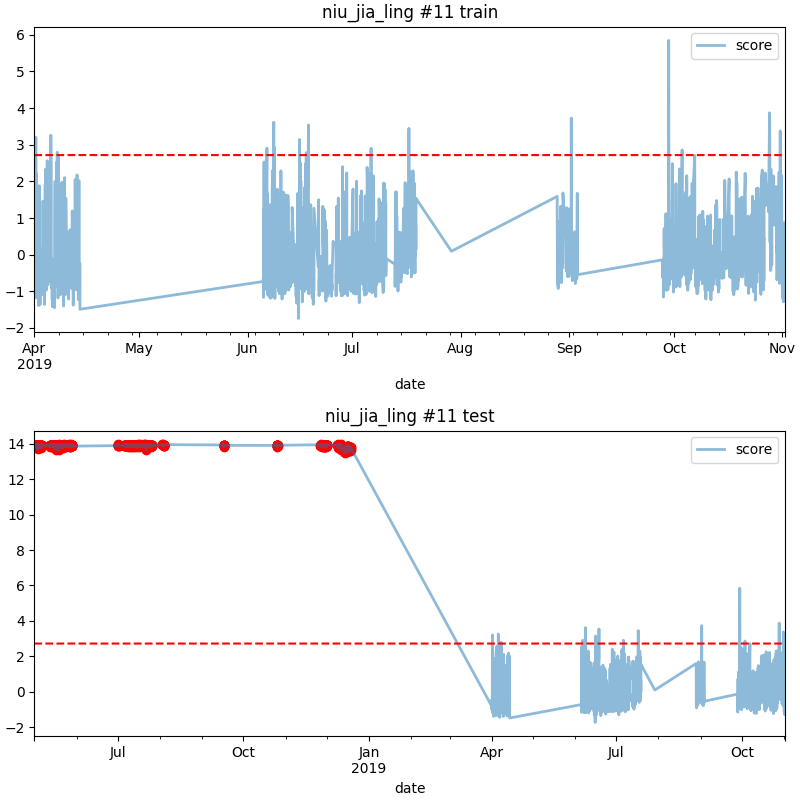 niu_jia_ling #11 train
score
6
5
4
3
2
1
0
−1
−2
Apr May Jun Jul Aug Sep Oct Nov
2019
date
niu_jia_ling #11 test
score
14
12
10
8
6
4
2
0
−2
Jul Oct Jan Apr Jul Oct
2019
date